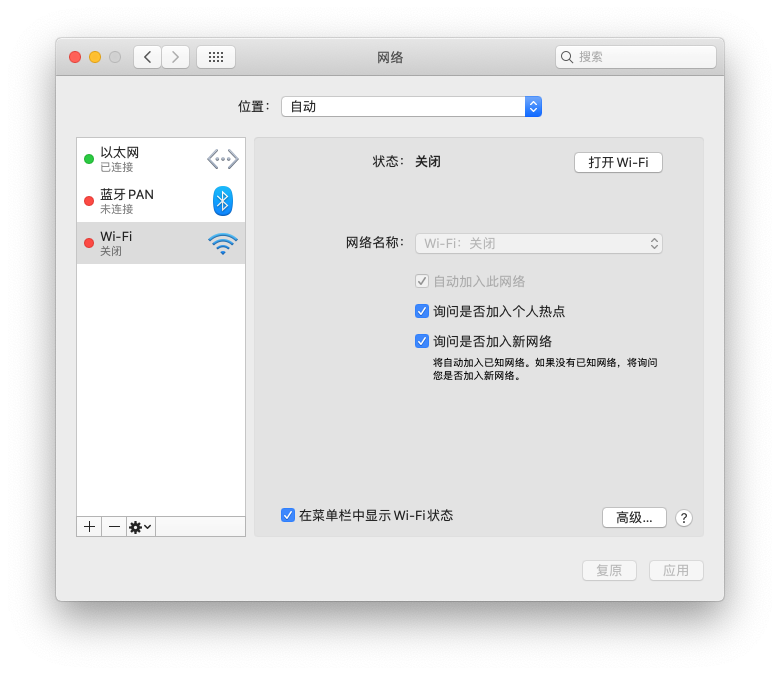 网络
搜索
位置： 自动
以太网
已连接
蓝牙 PAN
未连接
Wi-Fi
关闭
状态： 关闭
打开 Wi-Fi
网络名称： Wi-Fi：关闭
自动加入此网络
询问是否加入个人热点
询问是否加入新网络
将自动加入已知网络。如果没有已知网络，将询问
您是否加入新网络。
在菜单栏中显示 Wi-Fi 状态
高级...
?
复原
应用